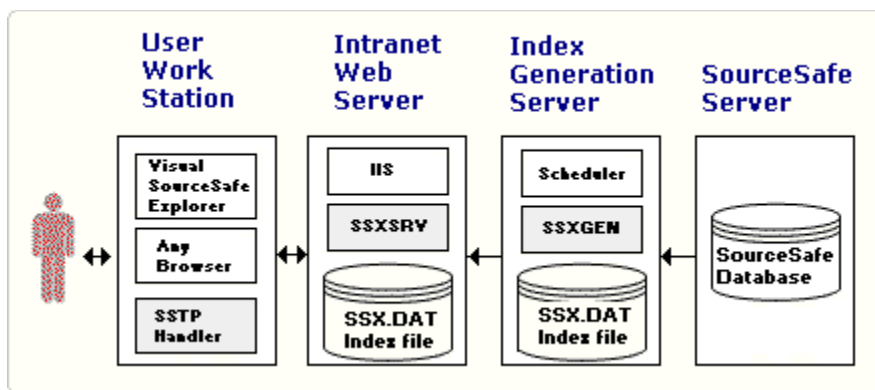 User
Work
Station
Intranet
Web
Server
Index
Generation
Server
SourceSafe
Server
Visual
SourceSafe
Explorer
Any
Browser
SSTP
Handler
IIS
SSXSRV
SSX.DAT
Index file
Scheduler
SSXGEN
SSX.DAT
Index file
SourceSafe
Database